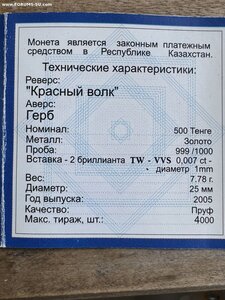 www.FORUMS-SU.com
Монета является законным платежным
средством в Республике Казахстан.
Технические характеристики:
Реверс:
"Красный волк"
Аверс:
Герб
Номинал: 500 Тенге
Металл: Золото
Проба: 999 /1000
Вставка - 2 бриллианта TW - VVS 0,007 ct -
- диаметр 1mm
Вес: 7.78 г.
Диаметр: 25 мм
Год выпуска: 2005
Качество: Пруф
Макс. тираж, шт.: 4000